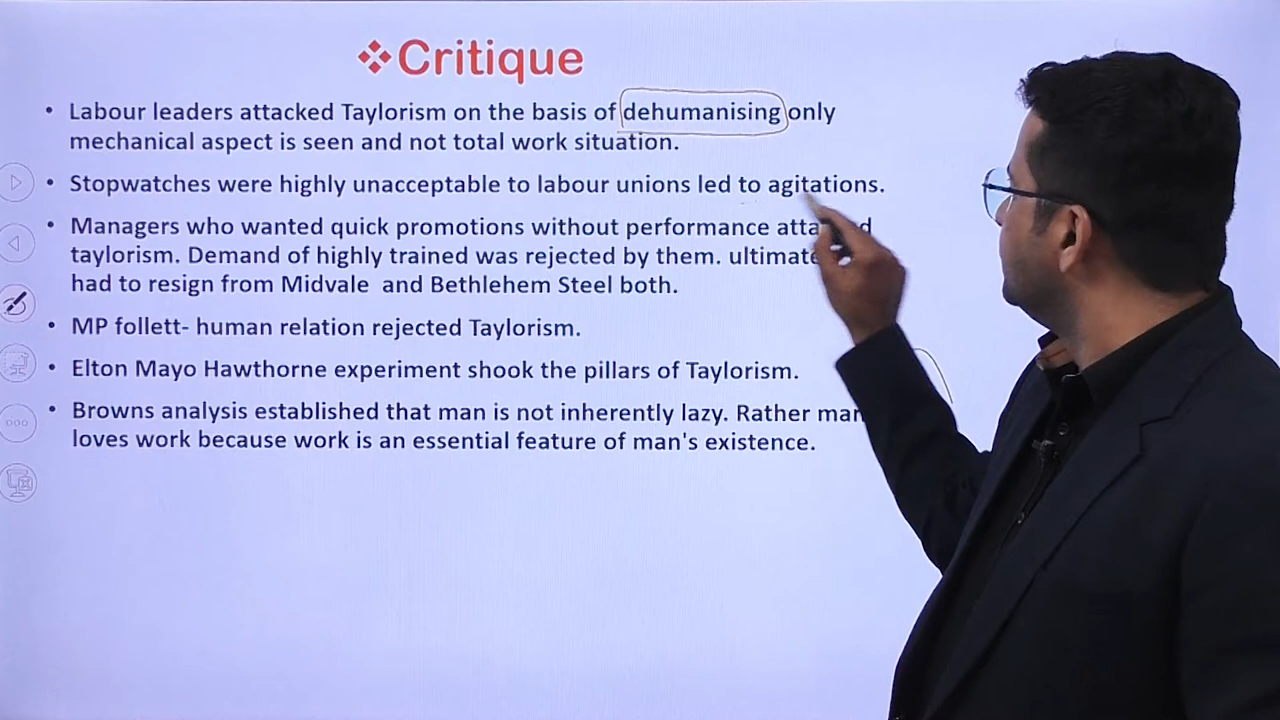 ❖Critique
• Labour leaders attacked Taylorism on the basis of dehumanising only
mechanical aspect is seen and not total work situation.
• Stopwatches were highly unacceptable to labour unions led to agitations.
• Managers who wanted quick promotions without performance
taylorism. Demand of highly trained was rejected by them.
had to resign from Midvale and Bethlehem Steel both.
• MP follett- human relation rejected Taylorism.
• Elton Mayo Hawthorne experiment shook the pillars of Taylorism.
• Browns analysis established that man is not inherently lazy. Rather man
loves work because work is an essential feature of man's existence.